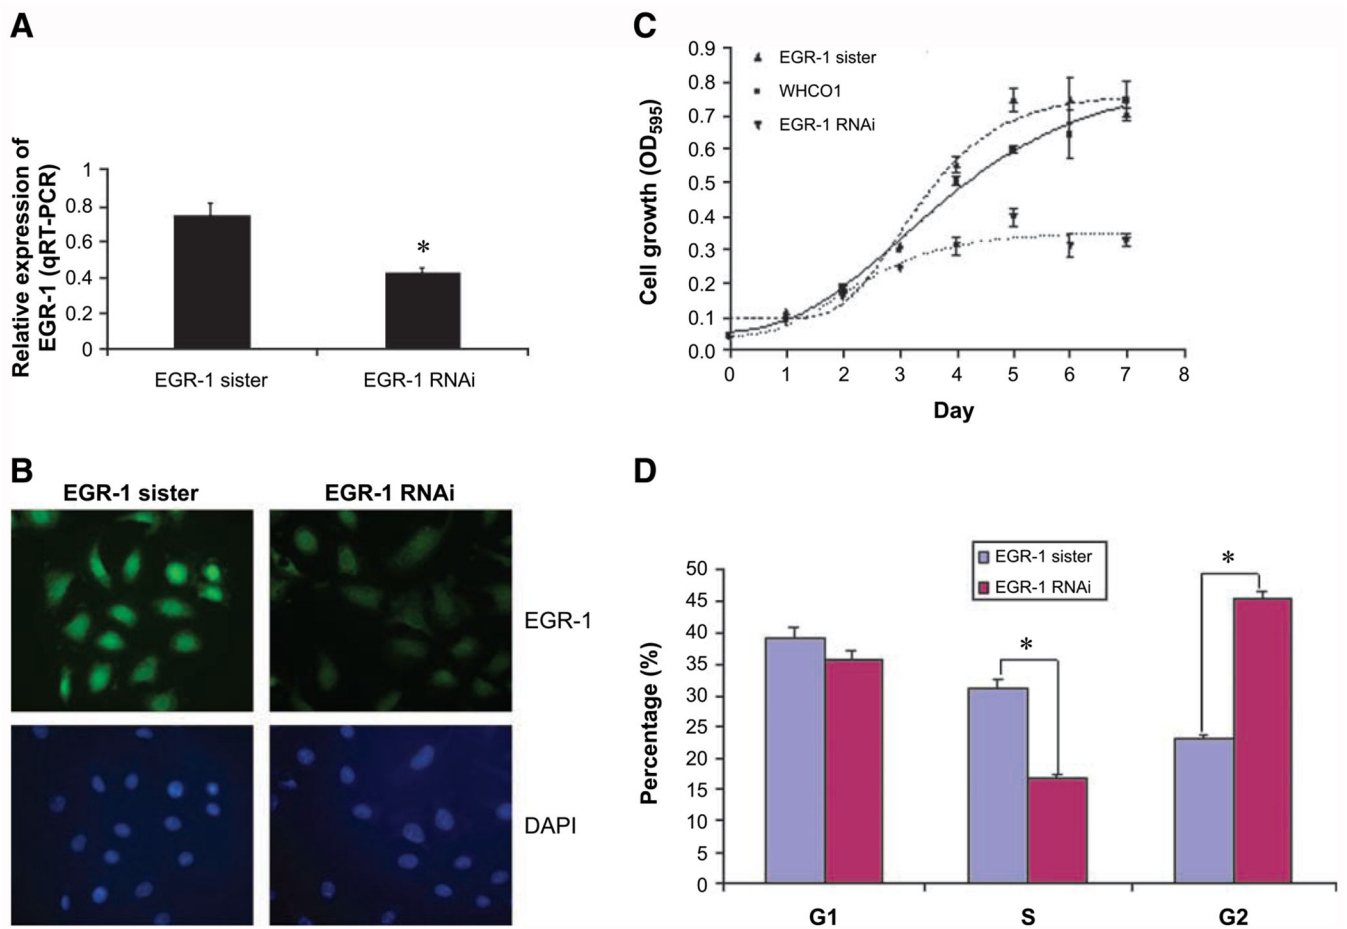 A
Relative expression of
EGR-1 (qRT-PCR)
1
0.8
0.6
0.4
0.2
0
*
EGR-1 sister
EGR-1 RNAi
B
EGR-1 sister
EGR-1 RNAi
EGR-1
DAPI
C
Cell growth (OD595)
0.9
0.8
0.7
0.6
0.5
0.4
0.3
0.2
0.1
0.0
EGR-1 sister
WHCO1
EGR-1 RNAi
0 1 2 3 4 5 6 7 8
Day
D
Percentage (%)
50
45
40
35
30
25
20
15
10
5
0
EGR-1 sister
EGR-1 RNAi
*
*
G1 S G2